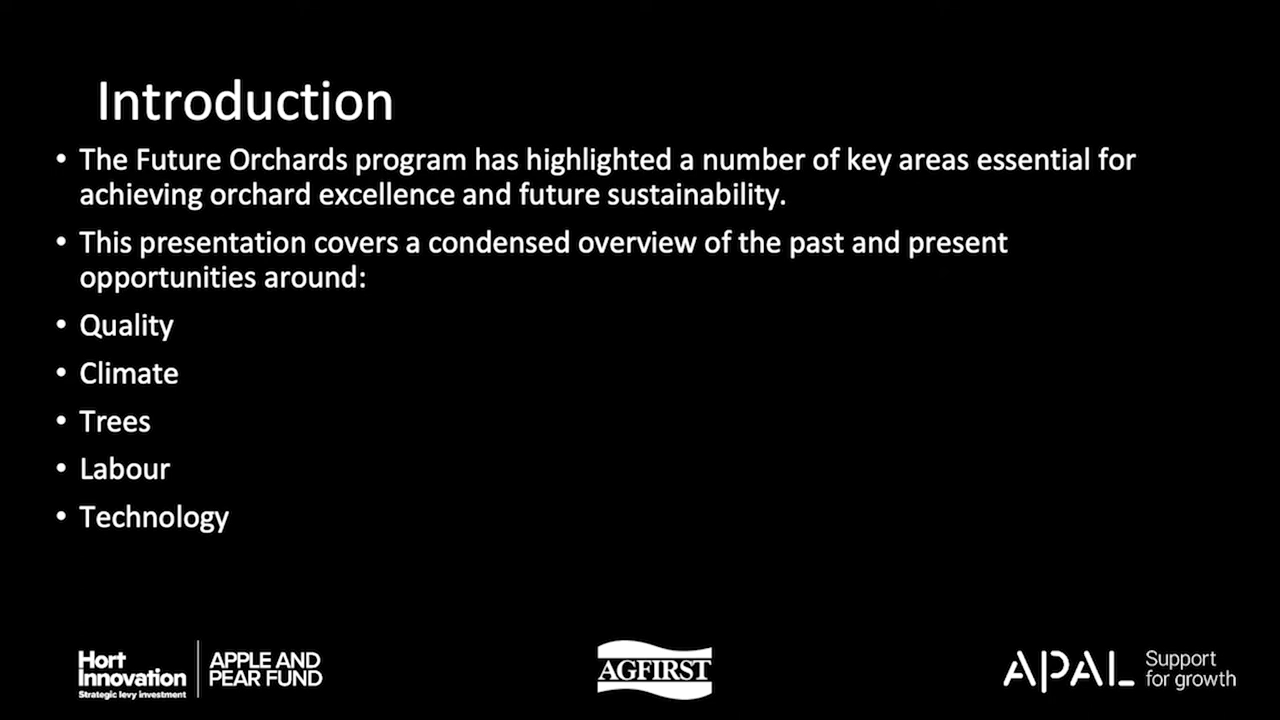 Introduction
• The Future Orchards program has highlighted a number of key areas essential for
achieving orchard excellence and future sustainability.
• This presentation covers a condensed overview of the past and present
opportunities around:
• Quality
• Climate
• Trees
• Labour
• Technology
Hort
Innovation
Strategic levy investment
APPLE AND
PEAR FUND
AGFIRST
APAL
Support
for growth